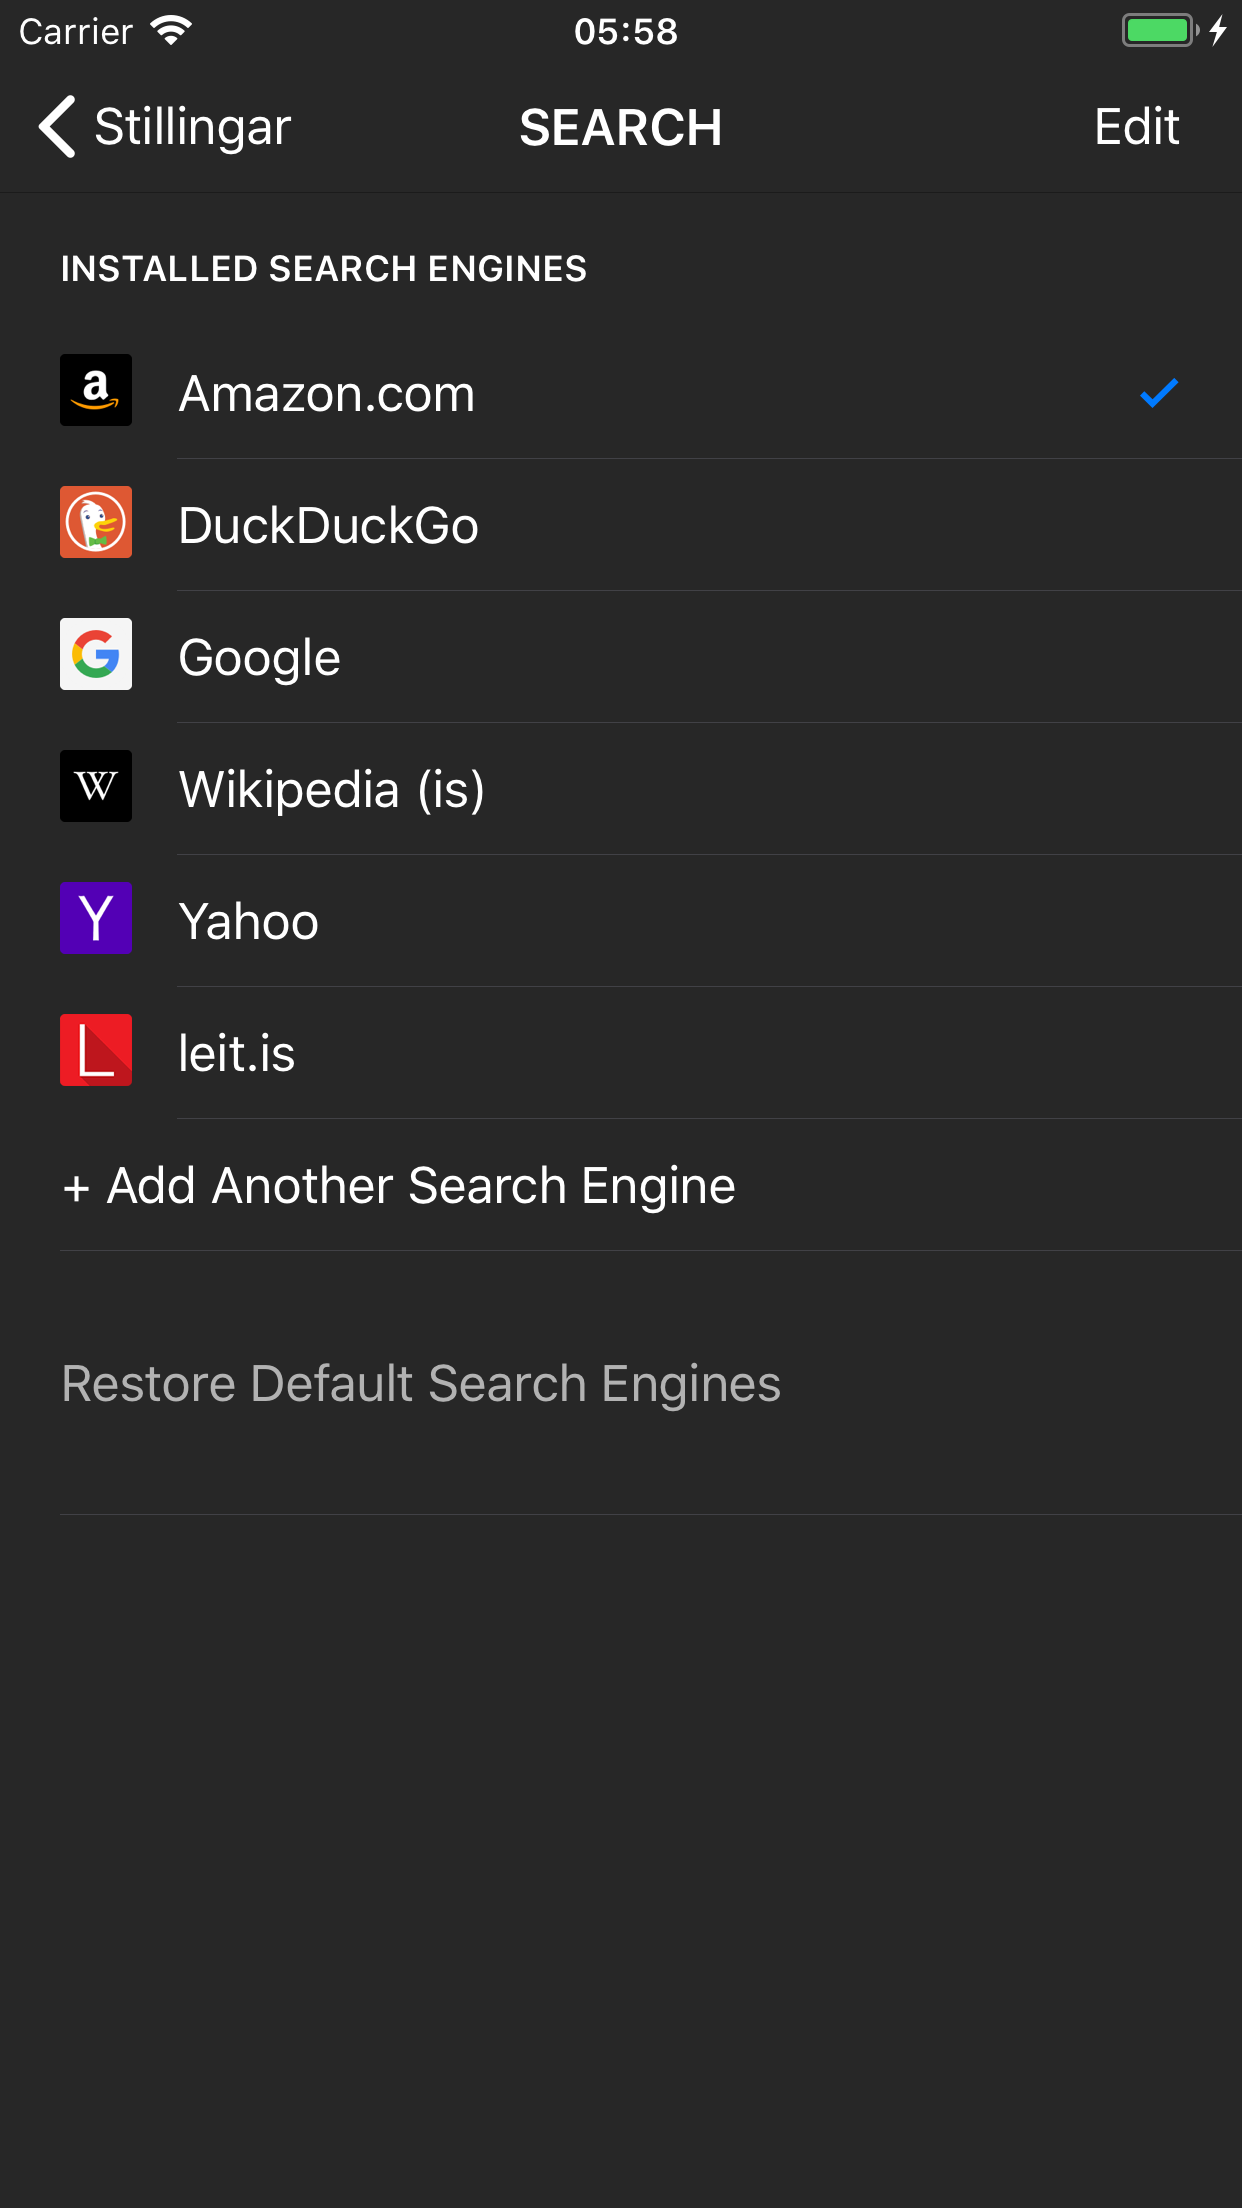 Carrier 05:58
Stillingar SEARCH Edit
INSTALLED SEARCH ENGINES
Amazon.com
DuckDuckGo
Google
Wikipedia (is)
Yahoo
leit.is
+ Add Another Search Engine
Restore Default Search Engines